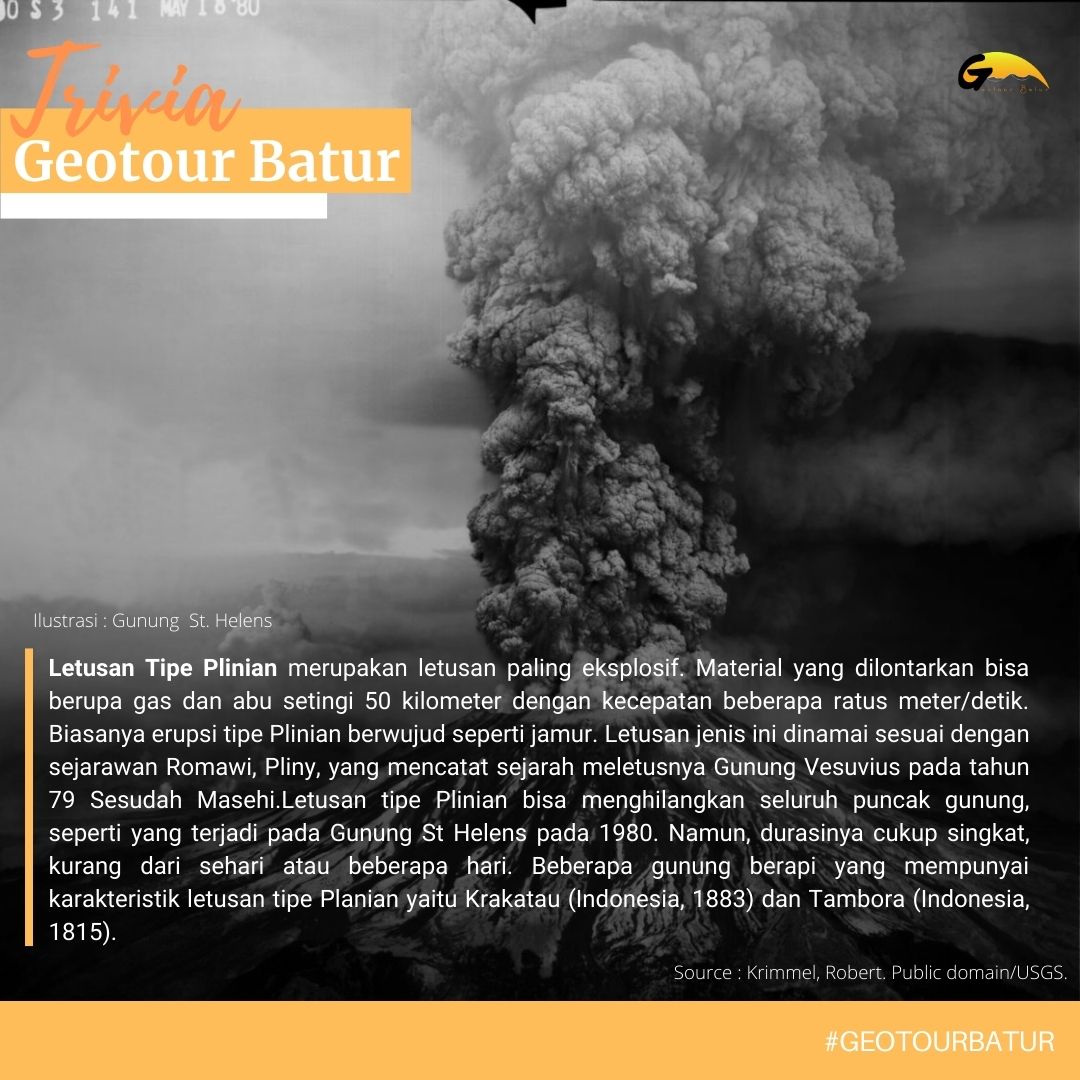 0 S 3 141 MAY 18 '80
Trivia
Geotour Batur
G
Geotour Batur
Ilustrasi : Gunung St. Helens
Letusan Tipe Plinian merupakan letusan paling eksplosif. Material yang dilontarkan bisa
berupa gas dan abu setingi 50 kilometer dengan kecepatan beberapa ratus meter/detik.
Biasanya erupsi tipe Plinian berwujud seperti jamur. Letusan jenis ini dinamai sesuai dengan
sejarawan Romawi, Pliny, yang mencatat sejarah meletusnya Gunung Vesuvius pada tahun
79 Sesudah Masehi.Letusan tipe Plinian bisa menghilangkan seluruh puncak gunung,
seperti yang terjadi pada Gunung St Helens pada 1980. Namun, durasinya cukup singkat,
kurang dari sehari atau beberapa hari. Beberapa gunung berapi yang mempunyai
karakteristik letusan tipe Planian yaitu Krakatau (Indonesia, 1883) dan Tambora (Indonesia,
1815).
Source : Krimmel, Robert. Public domain/USGS.
#GEOTOURBATUR